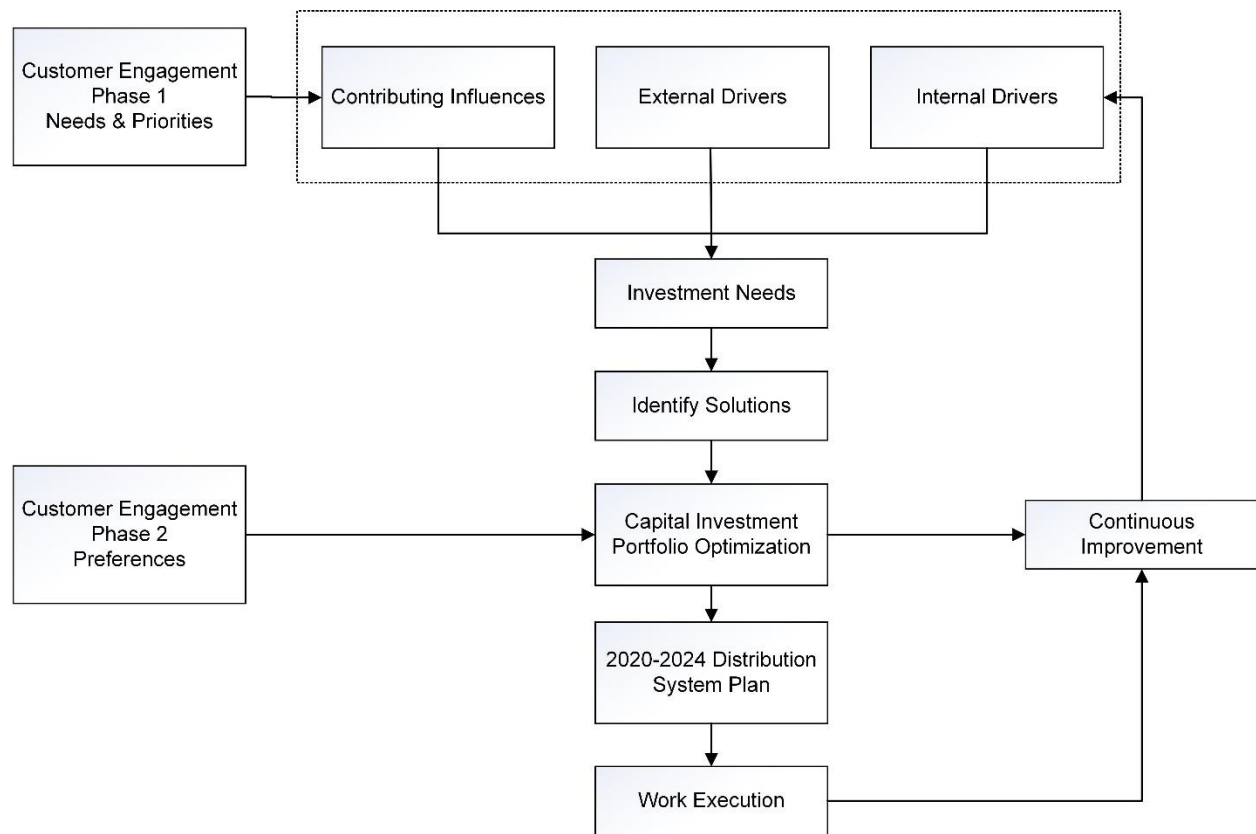 Customer Engagement
Phase 1
Needs & Priorities
Contributing Influences
External Drivers
Internal Drivers
Investment Needs
Identify Solutions
Customer Engagement
Phase 2
Preferences
Capital Investment
Portfolio Optimization
Continuous
Improvement
2020-2024 Distribution
System Plan
Work Execution